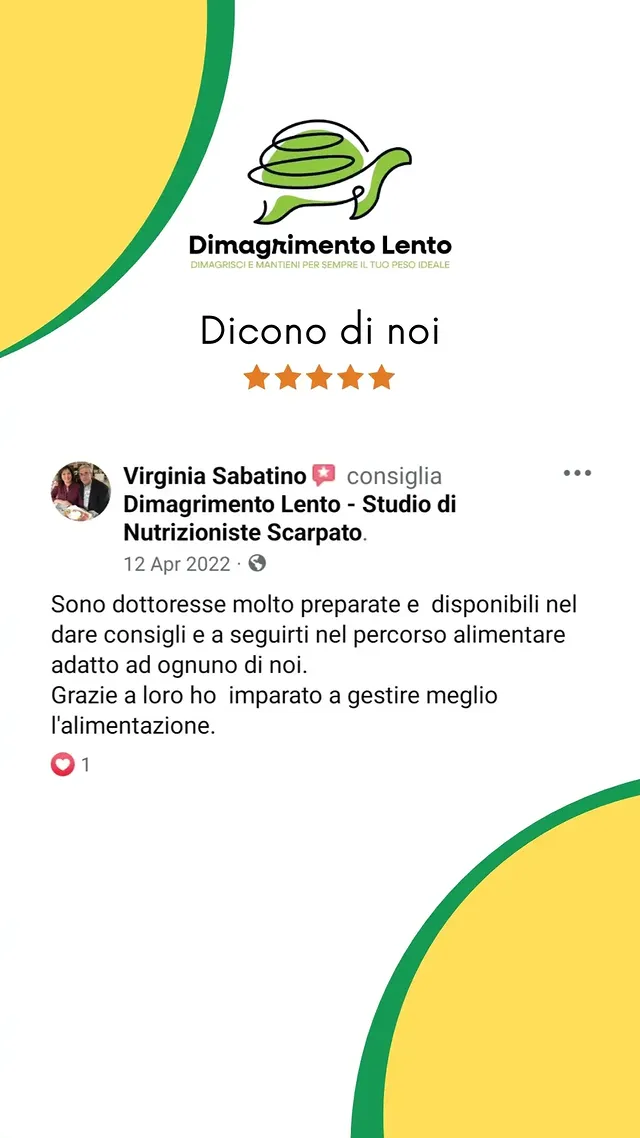 Dimagrimento Lento
DIMAGRISCI E MANTIENI PER SEMPRE IL TUO PESO IDEALE
Dicono di noi
Virginia Sabatino consiglia
Dimagrimento Lento - Studio di
Nutrizioniste Scarpato.
12 Apr 2022 ·
Sono dottoresse molto preparate e  disponibili nel
dare consigli e a seguirti nel percorso alimentare
adatto ad ognuno di noi.
Grazie a loro ho  imparato a gestire meglio
l'alimentazione.
1